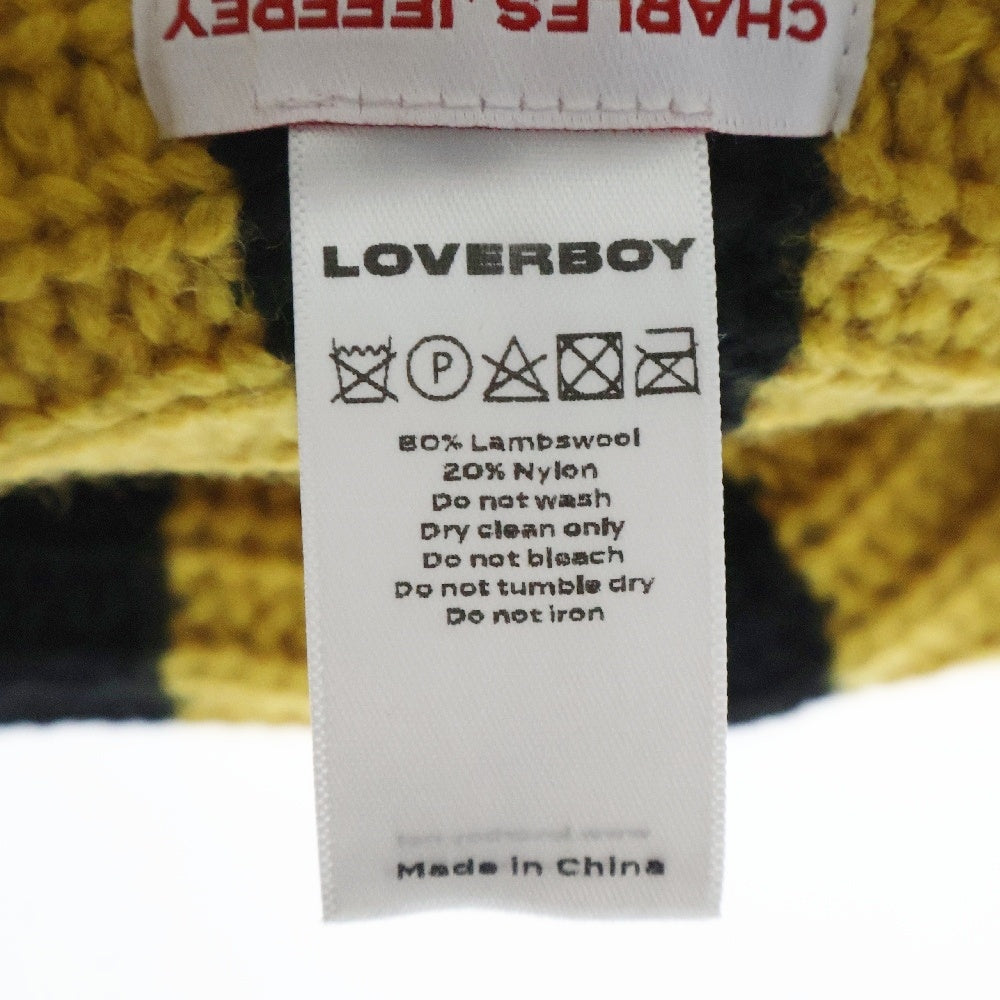 CHARLES JEFFREY
LOVERBOY
P
80% Lambswool
20% Nylon
Do not wash
Dry clean only
Do not bleach
Do not tumble dry
Do not iron
Made in China